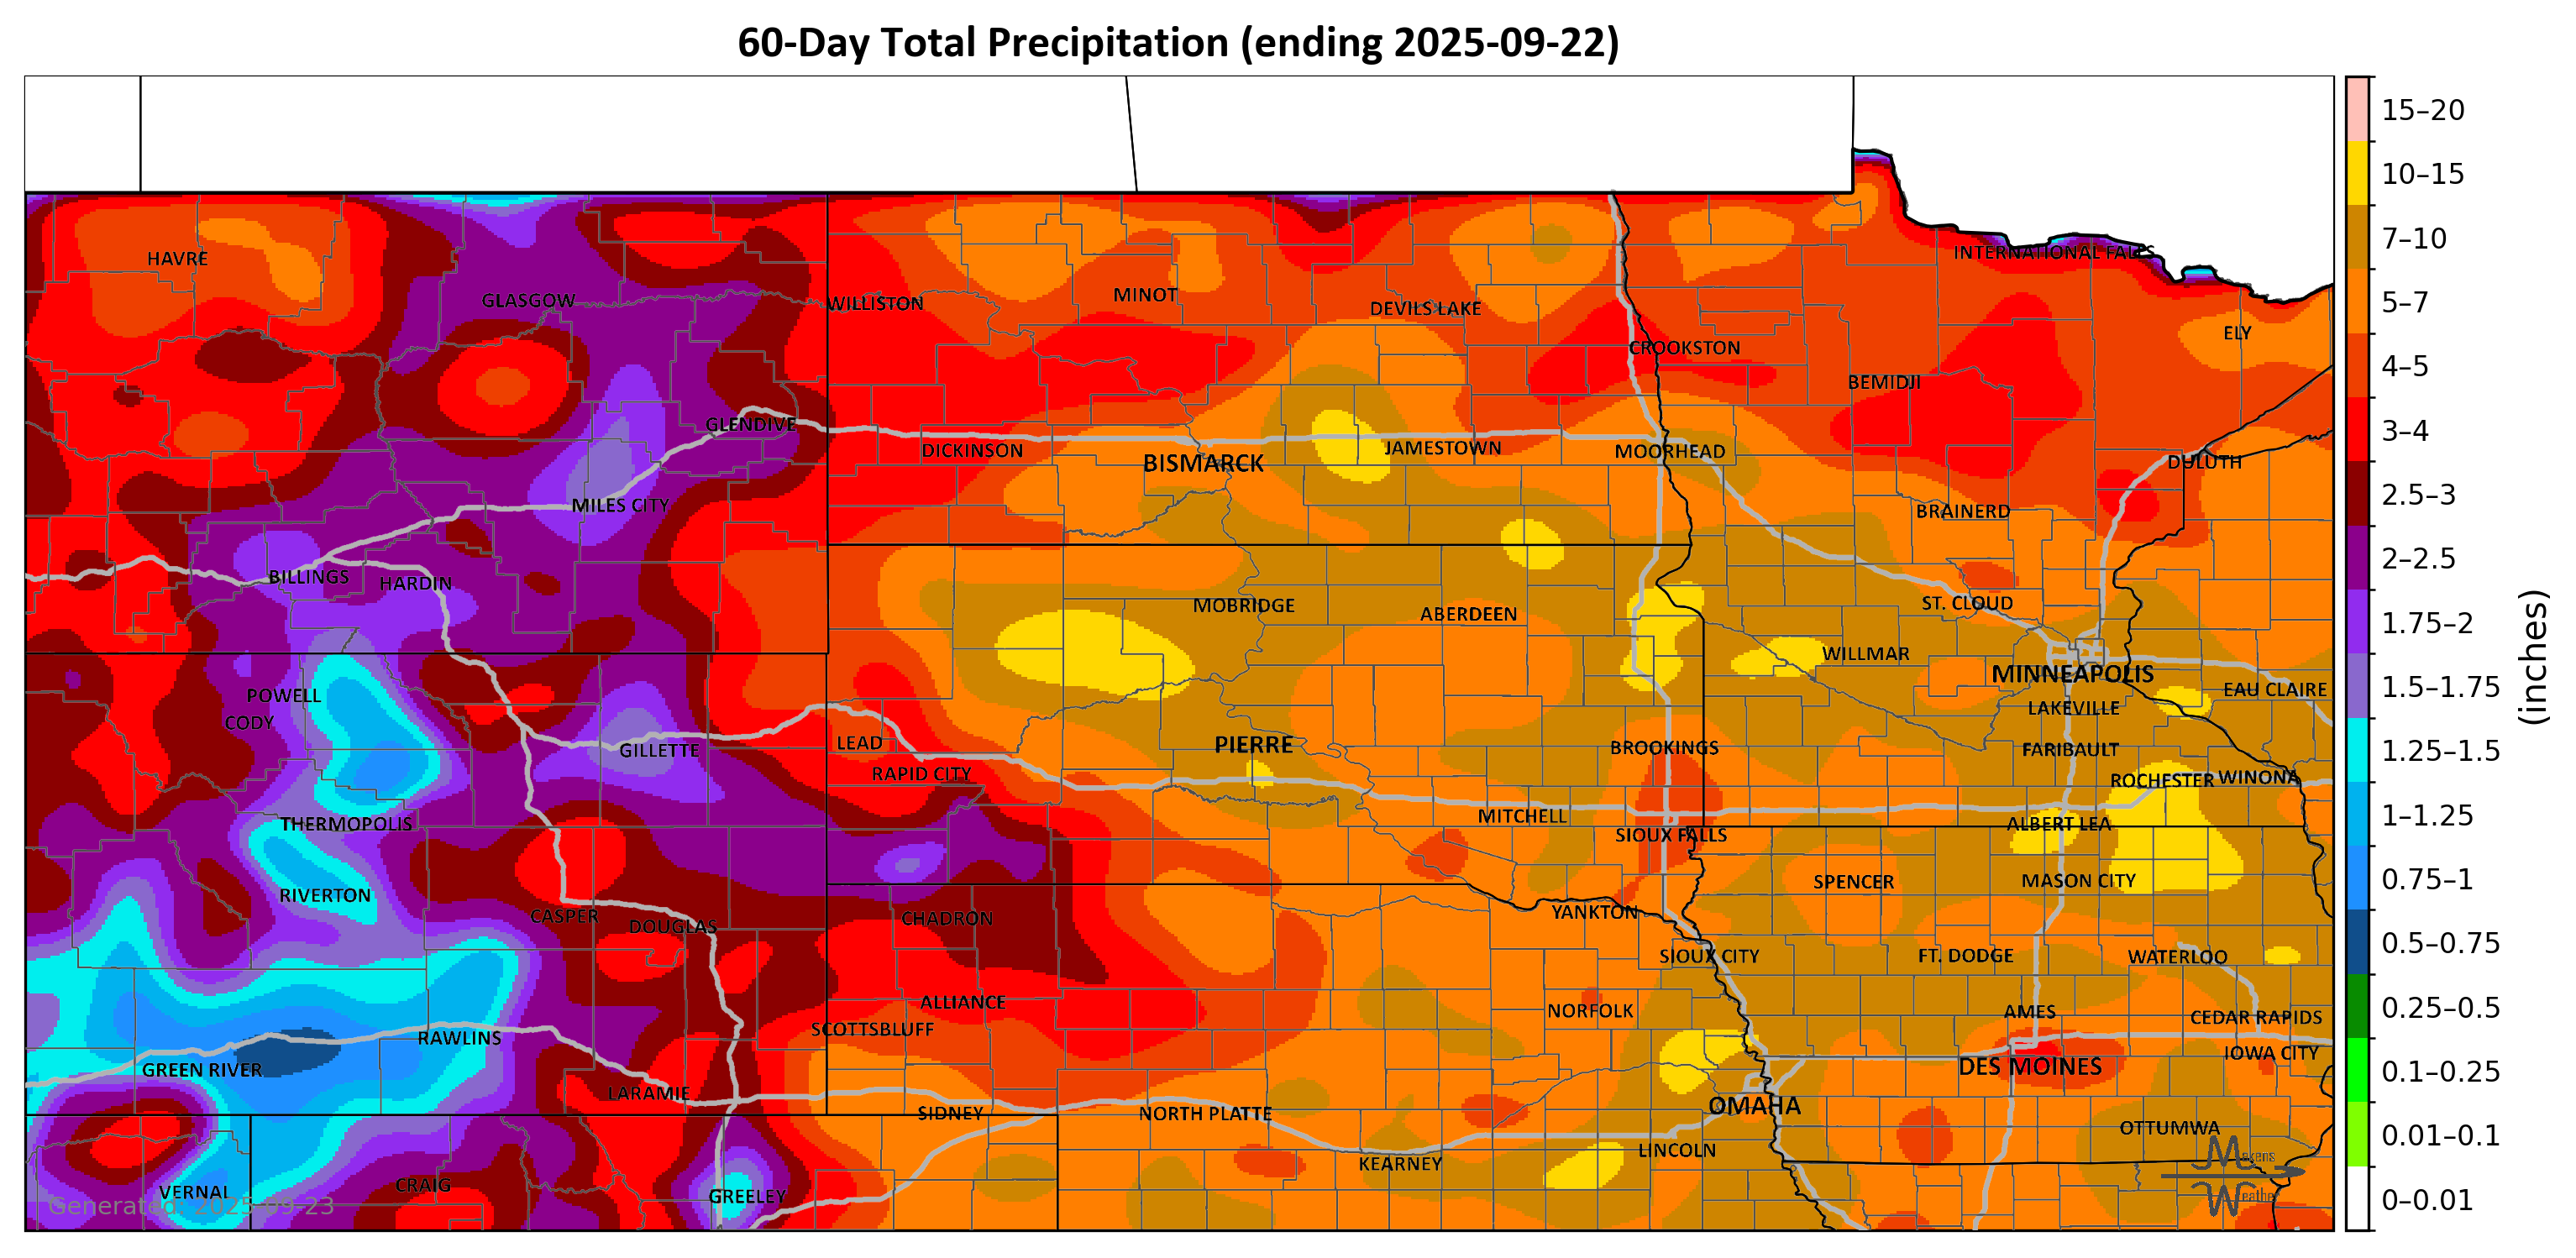 60-Day Total Precipitation (ending 2025-09-22)
15–20
10–15
7–10
5–7
4–5
3–4
2.5–3
2–2.5
1.75–2
1.5–1.75
1.25–1.5
1–1.25
0.75–1
0.5–0.75
0.25–0.5
0.1–0.25
0.01–0.1
0–0.01
(inches)
INTERNATIONAL FALLS
HAVRE
GLASGOW
WILLISTON
MINOT
DEVILS LAKE
ELY
CROOKSTON
BEMIDJI
GLENDIVE
DICKINSON
BISMARCK
JAMESTOWN
MOORHEAD
DULUTH
MILES CITY
BRAINERD
BILLINGS
HARDIN
MOBRIDGE
ABERDEEN
ST. CLOUD
WILLMAR
MINNEAPOLIS
POWELL
EAU CLAIRE
CODY
LAKEVILLE
GILLETTE
LEAD
PIERRE
BROOKINGS
FARIBAULT
RAPID CITY
ROCHESTER
WINONA
THERMOPOLIS
MITCHELL
SIOUX FALLS
ALBERT LEA
RIVERTON
SPENCER
MASON CITY
CASPER
DOUGLAS
CHADRON
YANKTON
SIOUX CITY
FT. DODGE
WATERLOO
ALLIANCE
NORFOLK
AMES
CEDAR RAPIDS
SCOTTSBLUFF
RAWLINS
GREEN RIVER
DES MOINES
IOWA CITY
LARAMIE
SIDNEY
NORTH PLATTE
OMAHA
OTTUMWA
LINCOLN
KEARNEY
VERNAL
CRAIG
GREELEY
Generated: 2025-09-23
Makens
Weather